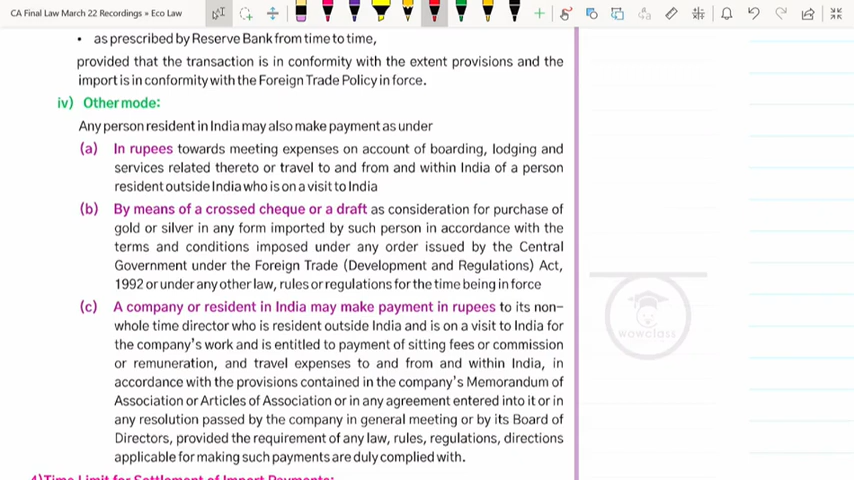 CA Final Law March 22 Recordings » Eco Law
• as prescribed by Reserve Bank from time to time,
provided that the transaction is in conformity with the extent provisions and the
import is in conformity with the Foreign Trade Policy in force.
iv) Other mode:
Any person resident in India may also make payment as under
(a) In rupees towards meeting expenses on account of boarding, lodging and
services related thereto or travel to and from and within India of a person
resident outside India who is on a visit to India
(b) By means of a crossed cheque or a draft as consideration for purchase of
gold or silver in any form imported by such person in accordance with the
terms and conditions imposed under any order issued by the Central
Government under the Foreign Trade (Development and Regulations) Act,
1992 or under any other law, rules or regulations for the time being in force
(c) A company or resident in India may make payment in rupees to its non-
whole time director who is resident outside India and is on a visit to India for
the company's work and is entitled to payment of sitting fees or commission
or remuneration, and travel expenses to and from and within India, in
accordance with the provisions contained in the company's Memorandum of
Association or Articles of Association or in any agreement entered into it or in
any resolution passed by the company in general meeting or by its Board of
Directors, provided the requirement of any law, rules, regulations, directions
applicable for making such payments are duly complied with.
4)Time Limit for Settlement of Import Payments:
wowclass